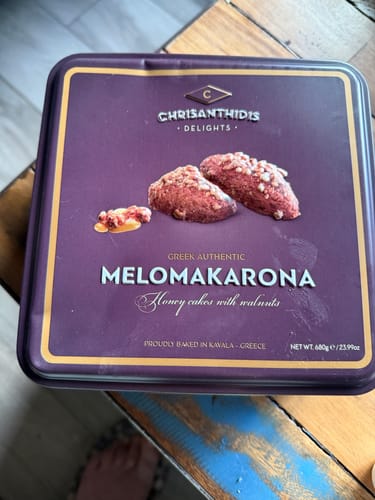 C
CHRISANTHIDIS
• DELIGHTS •
GREEK AUTHENTIC
MELOMAKARONA
Honey cakes with walnuts
PROUDLY BAKED IN KAVALA - GREECE
NET WT. 680g ℮ / 23.99oz